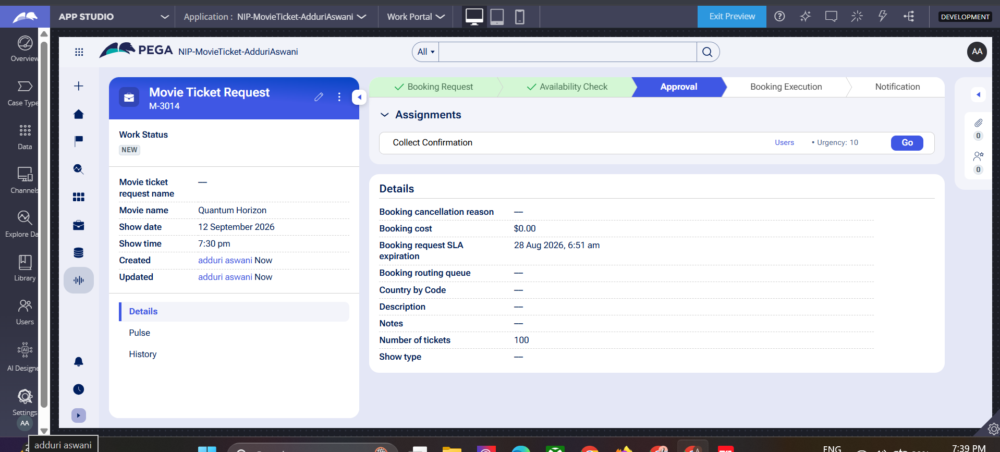 APP STUDIO
Application : NIP-MovieTicket-AdduriAswani
Work Portal
Exit Preview
DEVELOPMENT
Overview
Case Type
Data
Channels
Explore Da
Library
Users
AI Designe
Settings
AA
adduri aswani
PEGA NIP-MovieTicket-AdduriAswani
All
AA
Movie Ticket Request
M-3014
Work Status
NEW
Movie ticket request name
—
Movie name Quantum Horizon
Show date 12 September 2026
Show time 7:30 pm
Created adduri aswani Now
Updated adduri aswani Now
Details
Pulse
History
Booking Request
Availability Check
Approval
Booking Execution
Notification
Assignments
Collect Confirmation Users • Urgency: 10 Go
Details
Booking cancellation reason —
Booking cost $0.00
Booking request SLA expiration 28 Aug 2026, 6:51 am
Booking routing queue —
Country by Code —
Description —
Notes —
Number of tickets 100
Show type —
0
0
ENG
7:39 PM